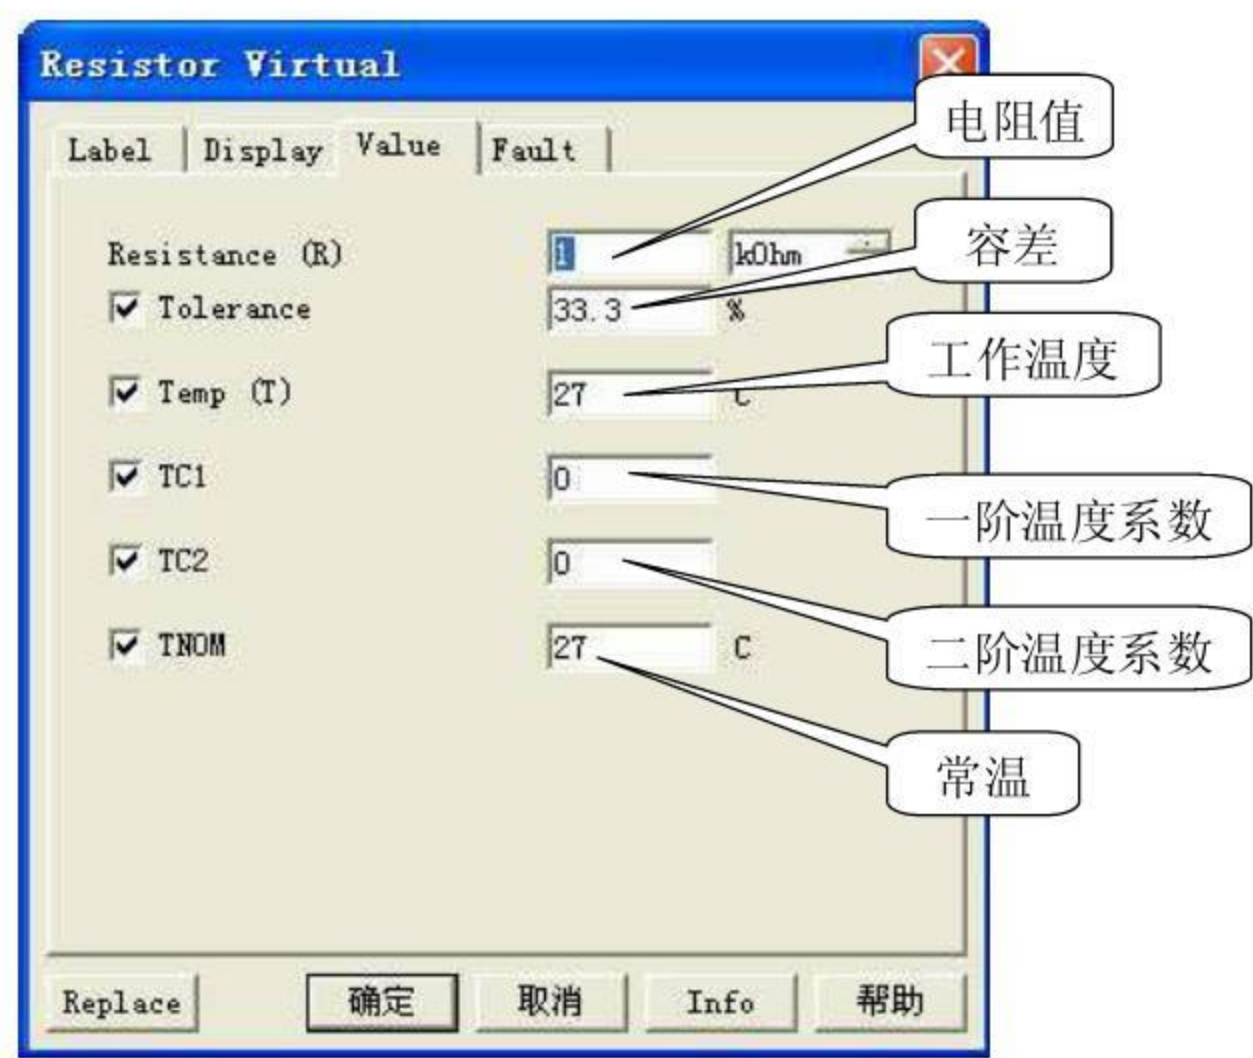 Resistor Virtual
电阻值
Label Display Value Fault
Resistance (R) 1 kOhm
容差
Tolerance 33.3 %
工作温度
Temp (T) 27 C
TC1 0
一阶温度系数
TC2 0
二阶温度系数
TNOM 27 C
常温
Replace 确定 取消 Info 帮助